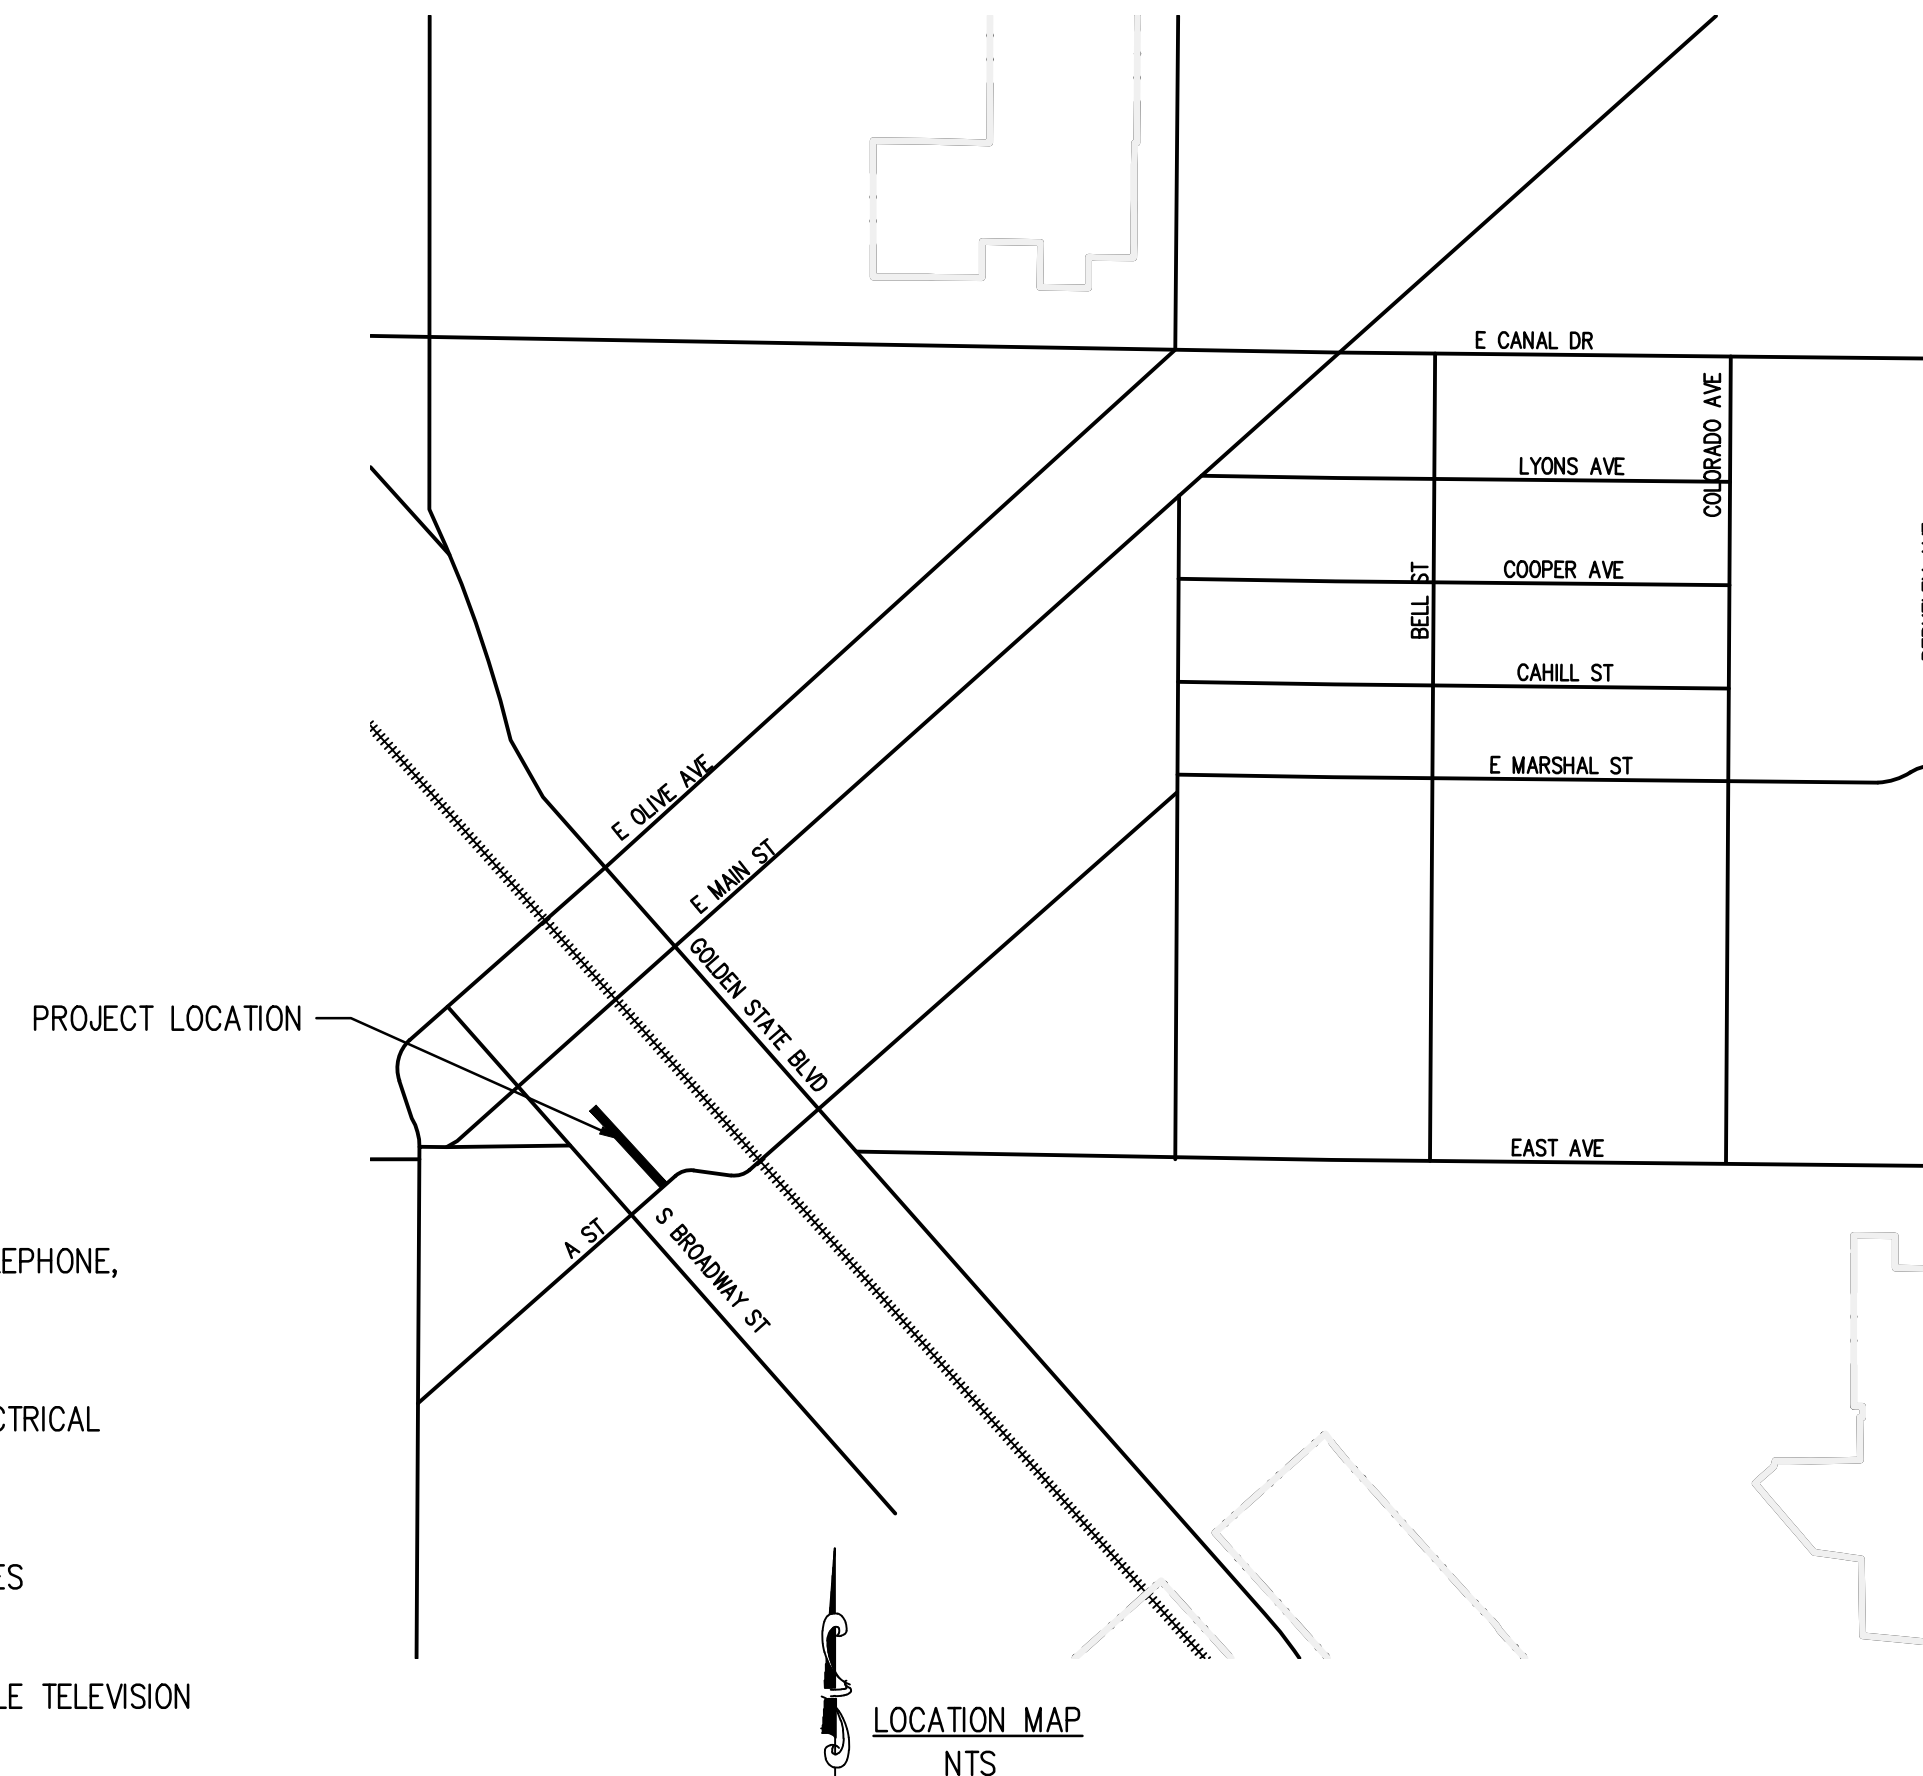 E CANAL DR
COLORADO AVE
LYONS AVE
COOPER AVE
BELL ST
CAHILL ST
E MARSHAL ST
E OLIVE AVE
E MAIN ST
GOLDEN STATE BLVD
PROJECT LOCATION
EAST AVE
A ST
S BROADWAY ST
EPHONE,
CTRICAL
ES
LE TELEVISION
LOCATION MAP
NTS